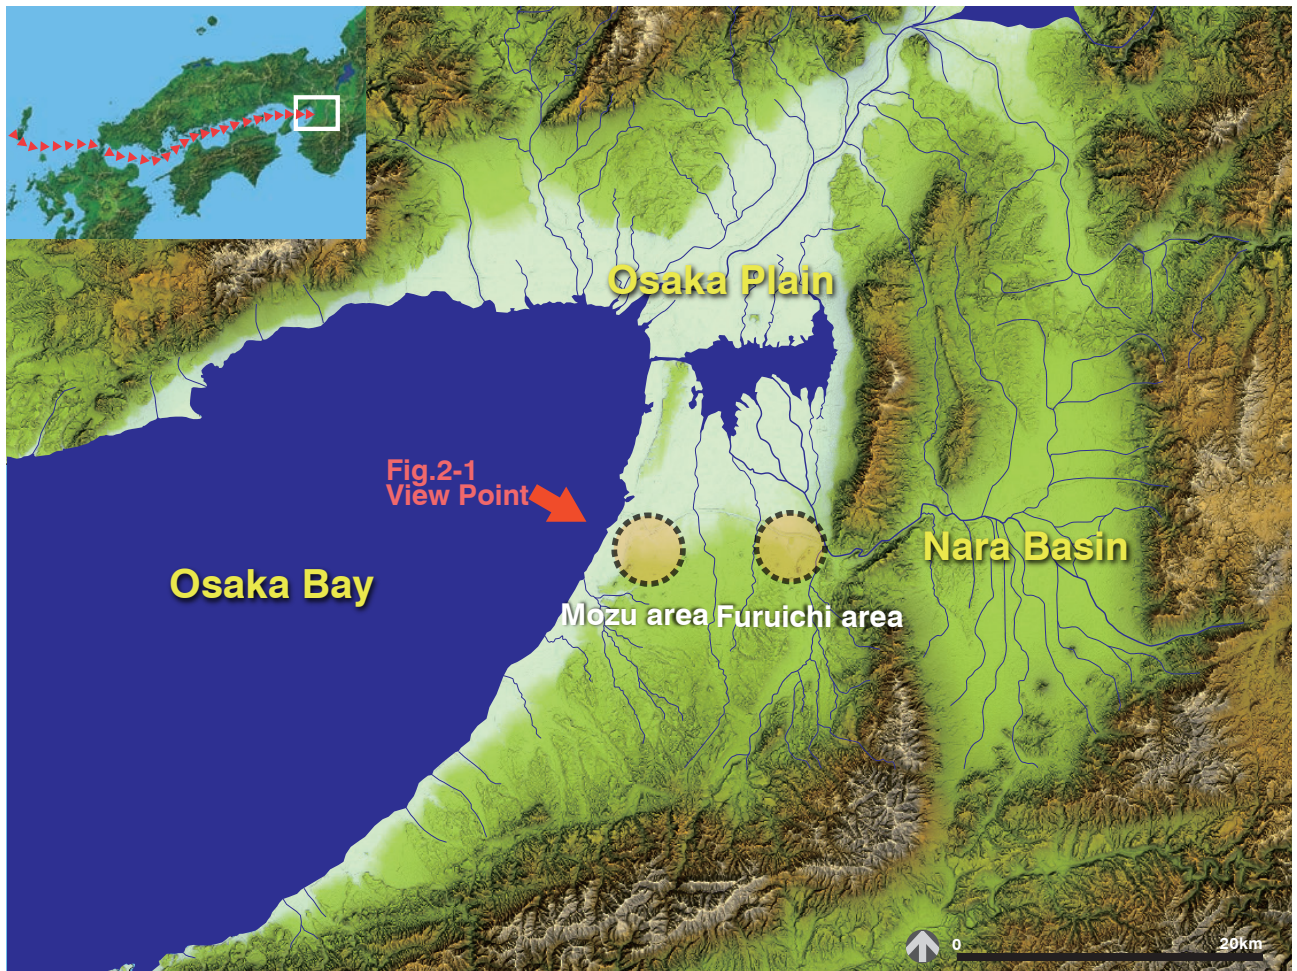 Osaka Plain
Fig.2-1
View Point
Nara Basin
Osaka Bay
Mozu area
Furuichi area
0
20km